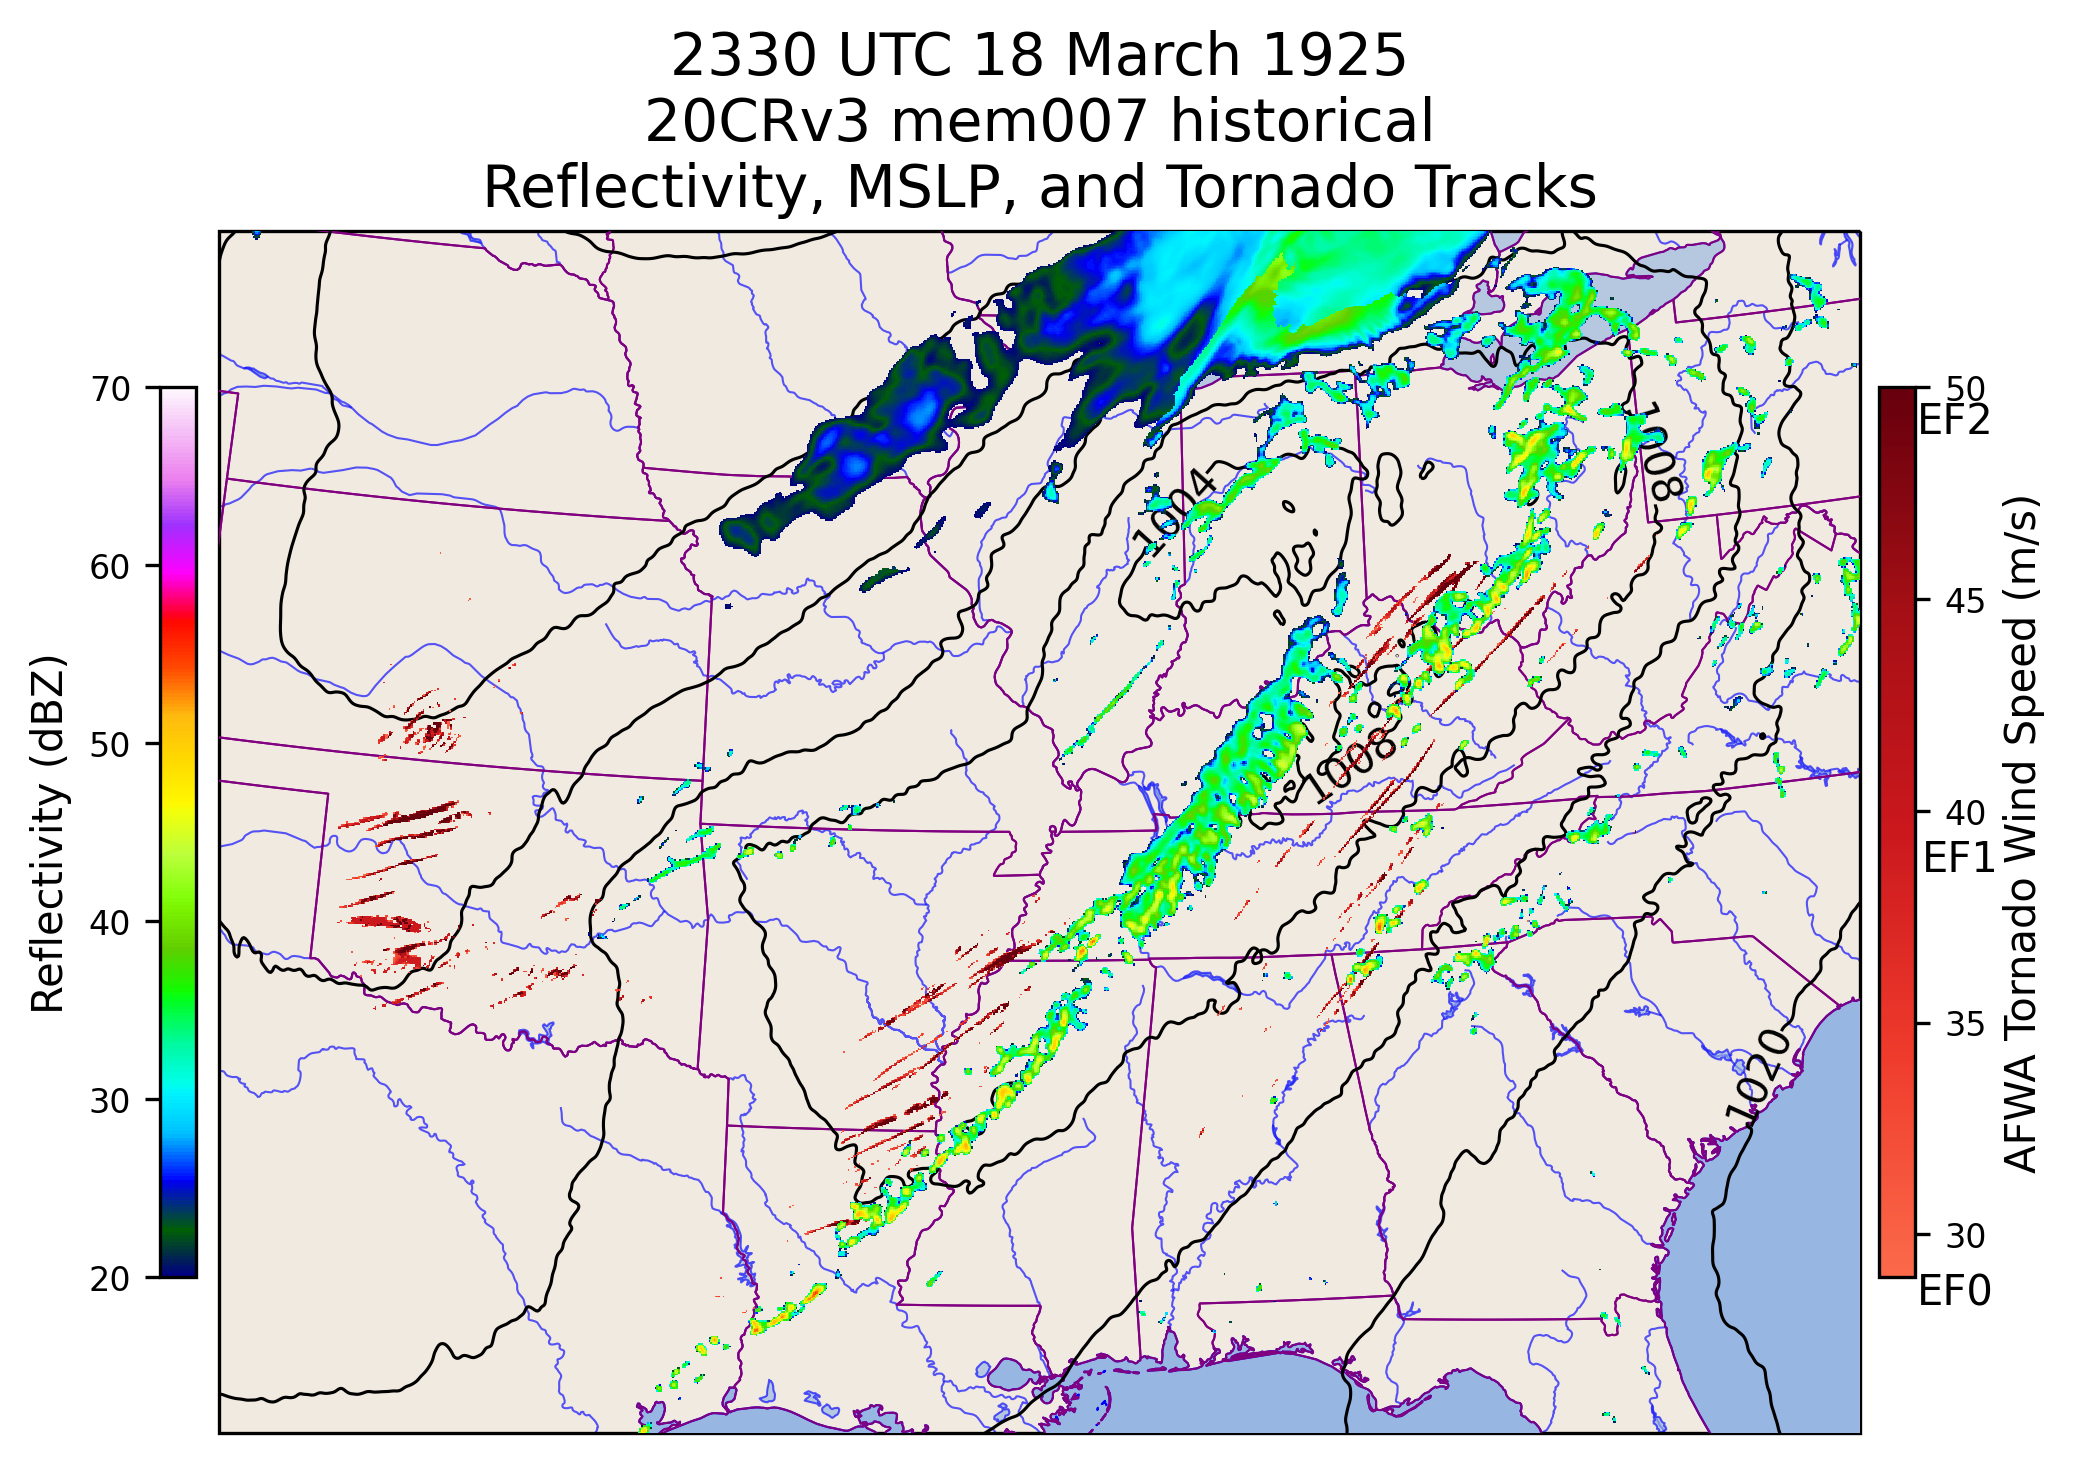 2330 UTC 18 March 1925
20CRv3 mem007 historical
Reflectivity, MSLP, and Tornado Tracks
70
60
50
40
30
20
Reflectivity (dBZ)
1004
1008
1008
1020
50
EF2
45
40
EF1
35
30
EF0
AFWA Tornado Wind Speed (m/s)